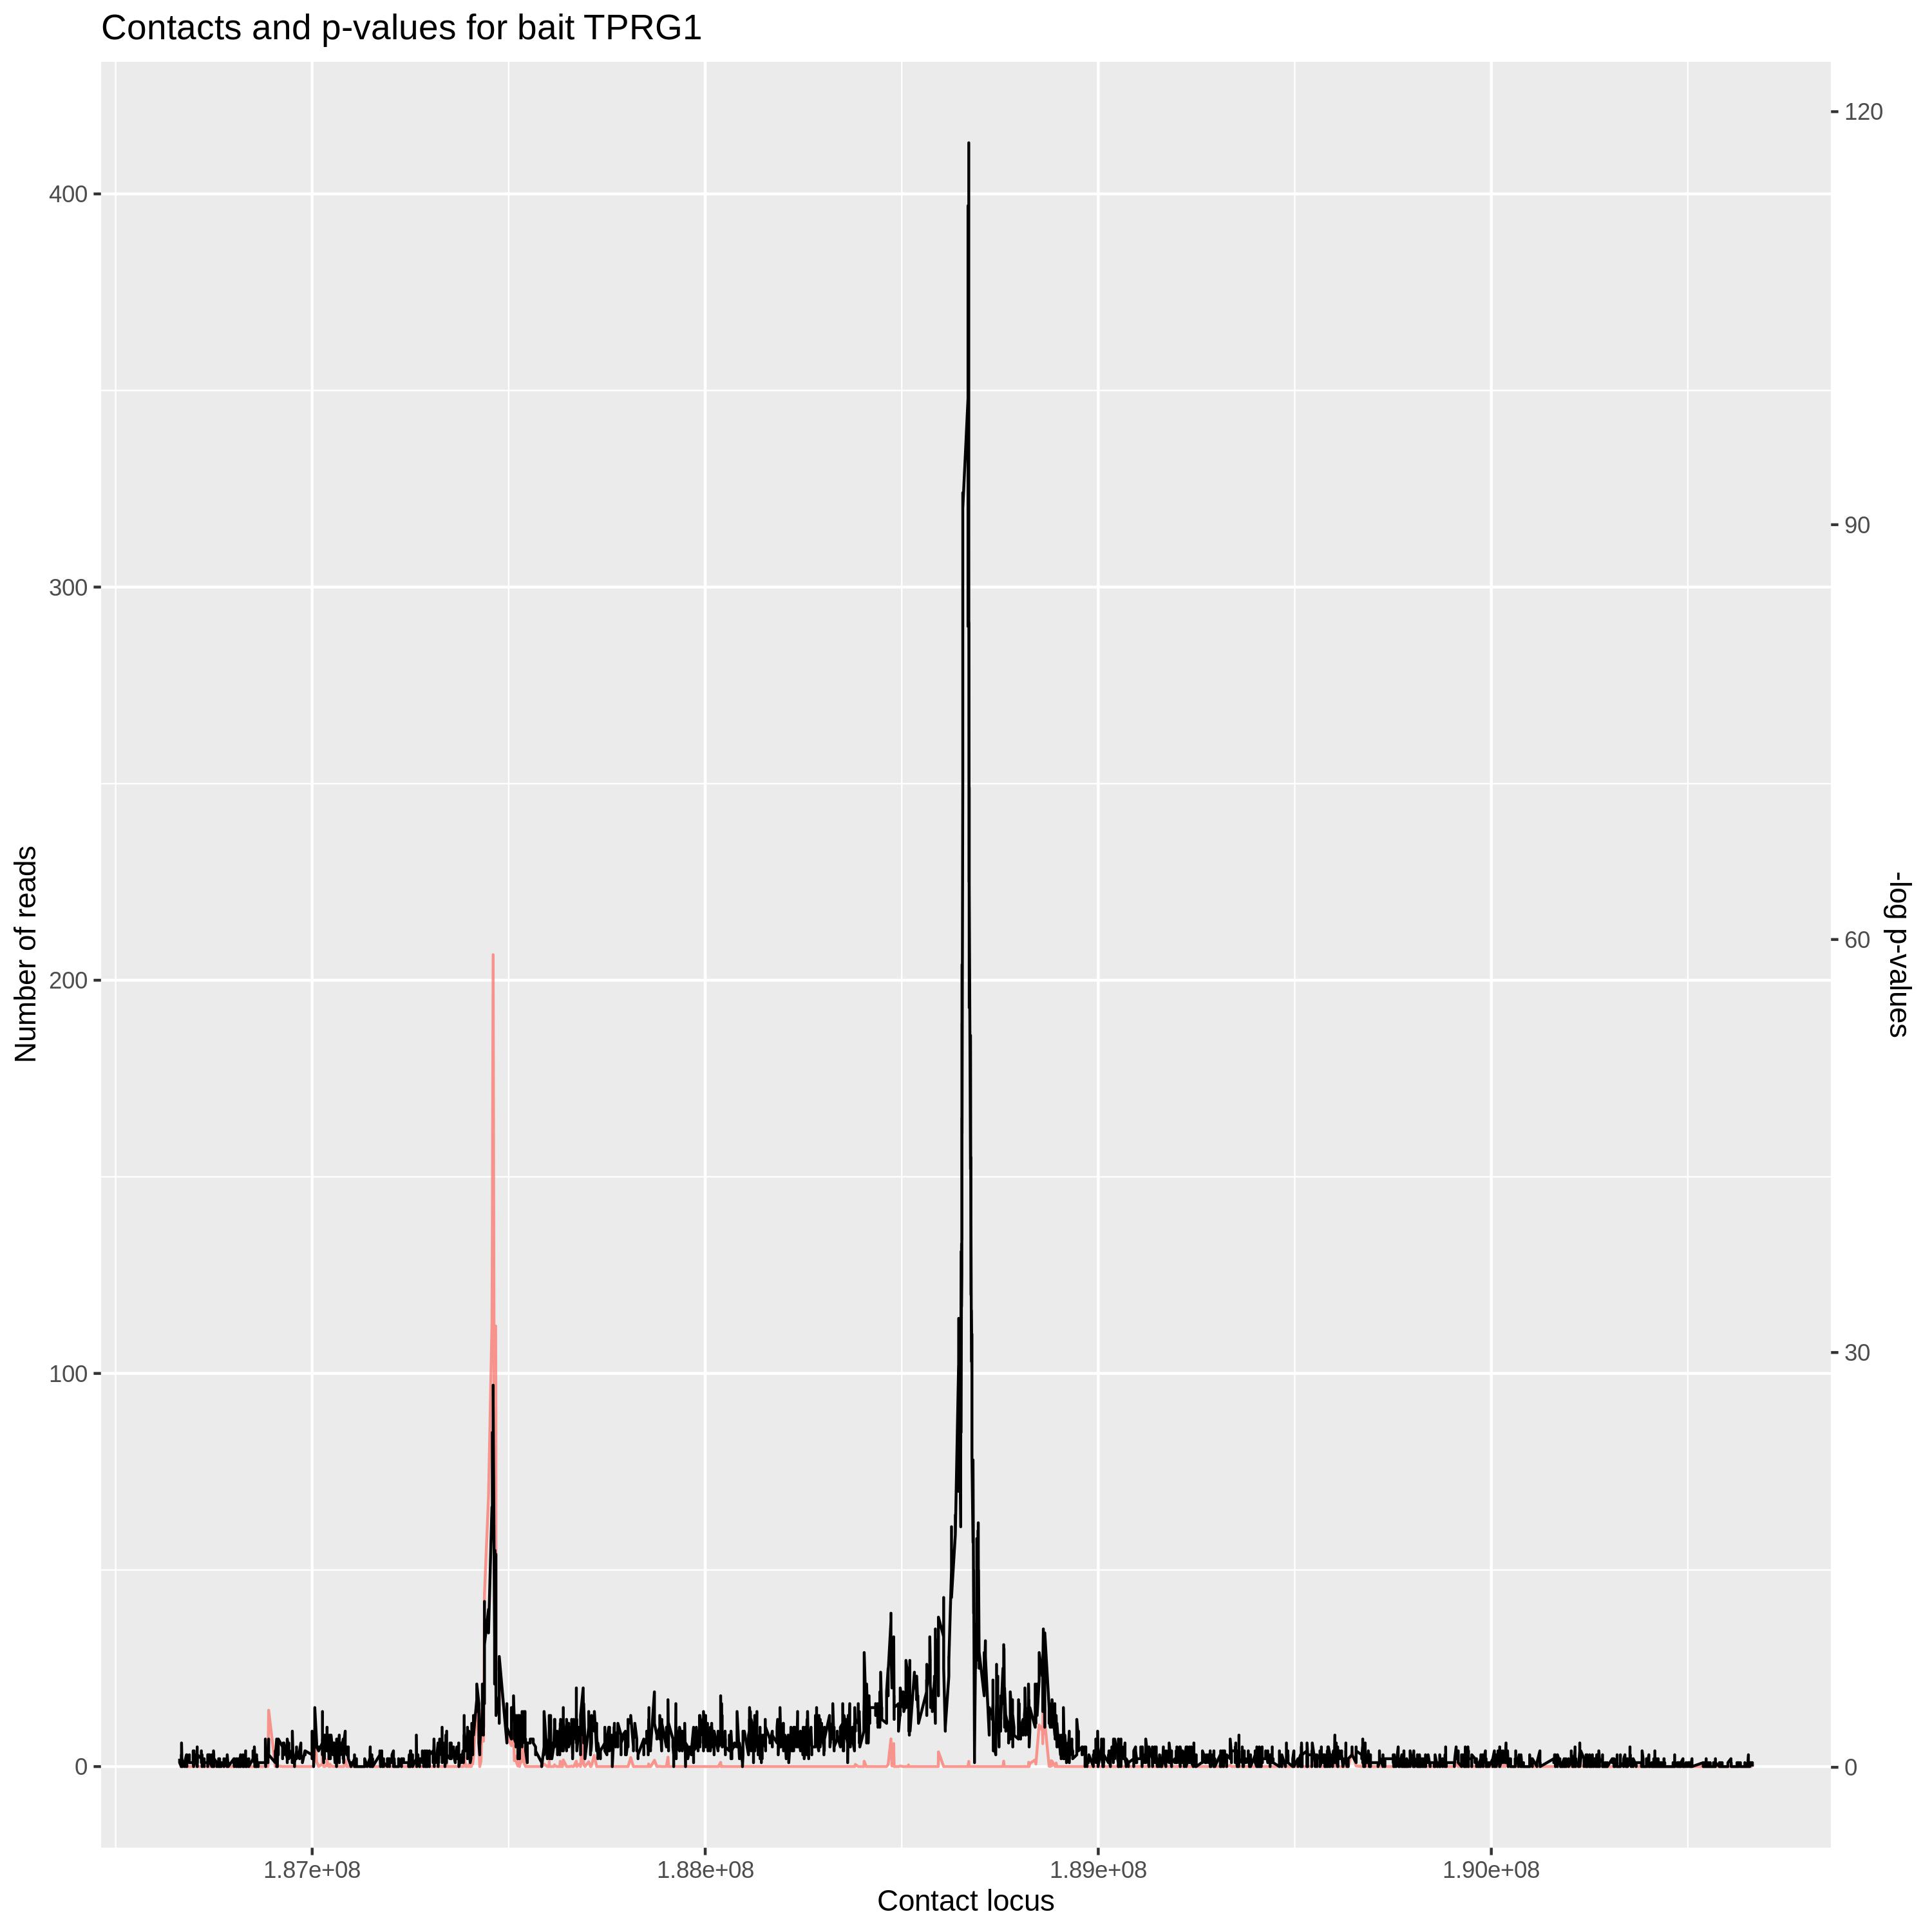 Contacts and p-values for bait TPRG1
Number of reads
400
300
200
100
0
120
90
60
30
0
-log p-values
1.87e+08 1.88e+08 1.89e+08 1.90e+08
Contact locus